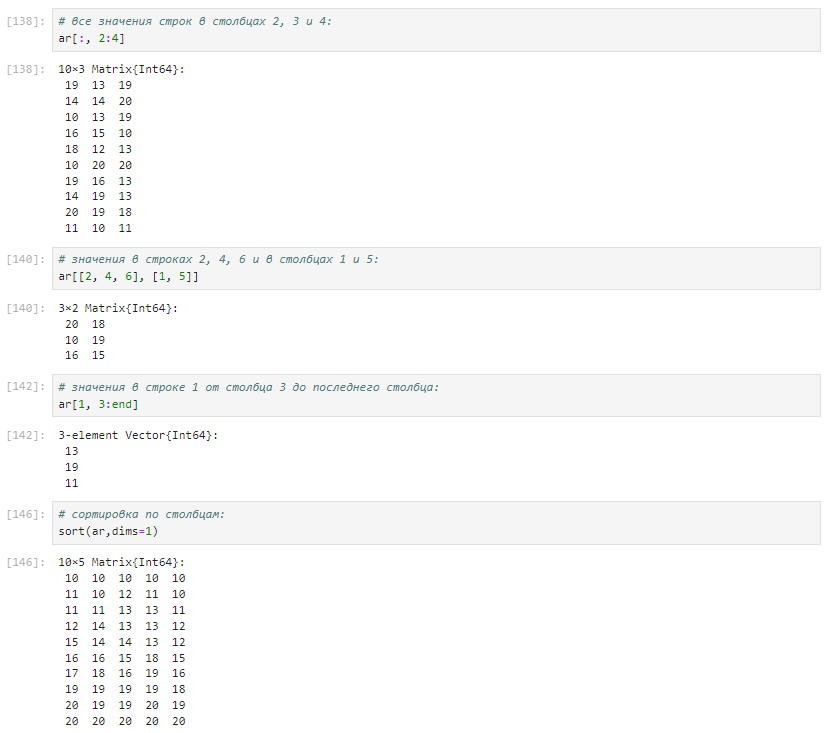 [138]: # все значения строк в столбцах 2, 3 и 4:
ar[:, 2:4]
[138]: 10×3 Matrix{Int64}:
19 13 19
14 14 20
10 13 19
16 15 10
18 12 13
10 20 20
19 16 13
14 19 13
20 19 18
11 10 11
[140]: # значения в строках 2, 4, 6 и в столбцах 1 и 5:
ar[[2, 4, 6], [1, 5]]
[140]: 3×2 Matrix{Int64}:
20 18
10 19
16 15
[142]: # значения в строке 1 от столбца 3 до последнего столбца:
ar[1, 3:end]
[142]: 3-element Vector{Int64}:
13
19
11
[146]: # сортировка по столбцам:
sort(ar,dims=1)
[146]: 10×5 Matrix{Int64}:
10 10 10 10 10
11 10 12 11 10
11 11 13 13 11
12 14 13 13 12
15 14 14 13 12
16 16 15 18 15
17 18 16 19 16
19 19 19 19 18
20 19 19 20 19
20 20 20 20 20